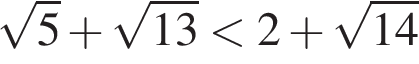 √5 + √13 < 2 + √14